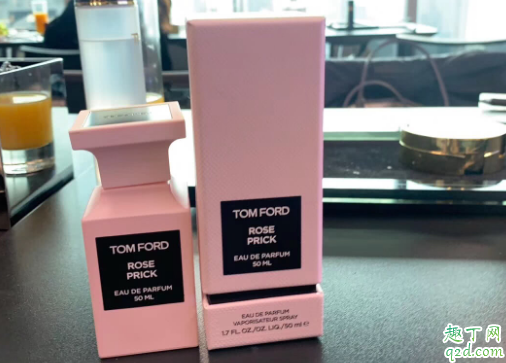 TOM FORD
ROSE
PRICK
EAU DE PARFUM
50 ML
TOM FORD
ROSE
PRICK
EAU DE PARFUM
50 ML
EAU DE PARFUM
VAPORISATEUR SPRAY
1.7 FL.OZ./OZ. LIQ./50 ml ℮
趣丁网
q2d.com